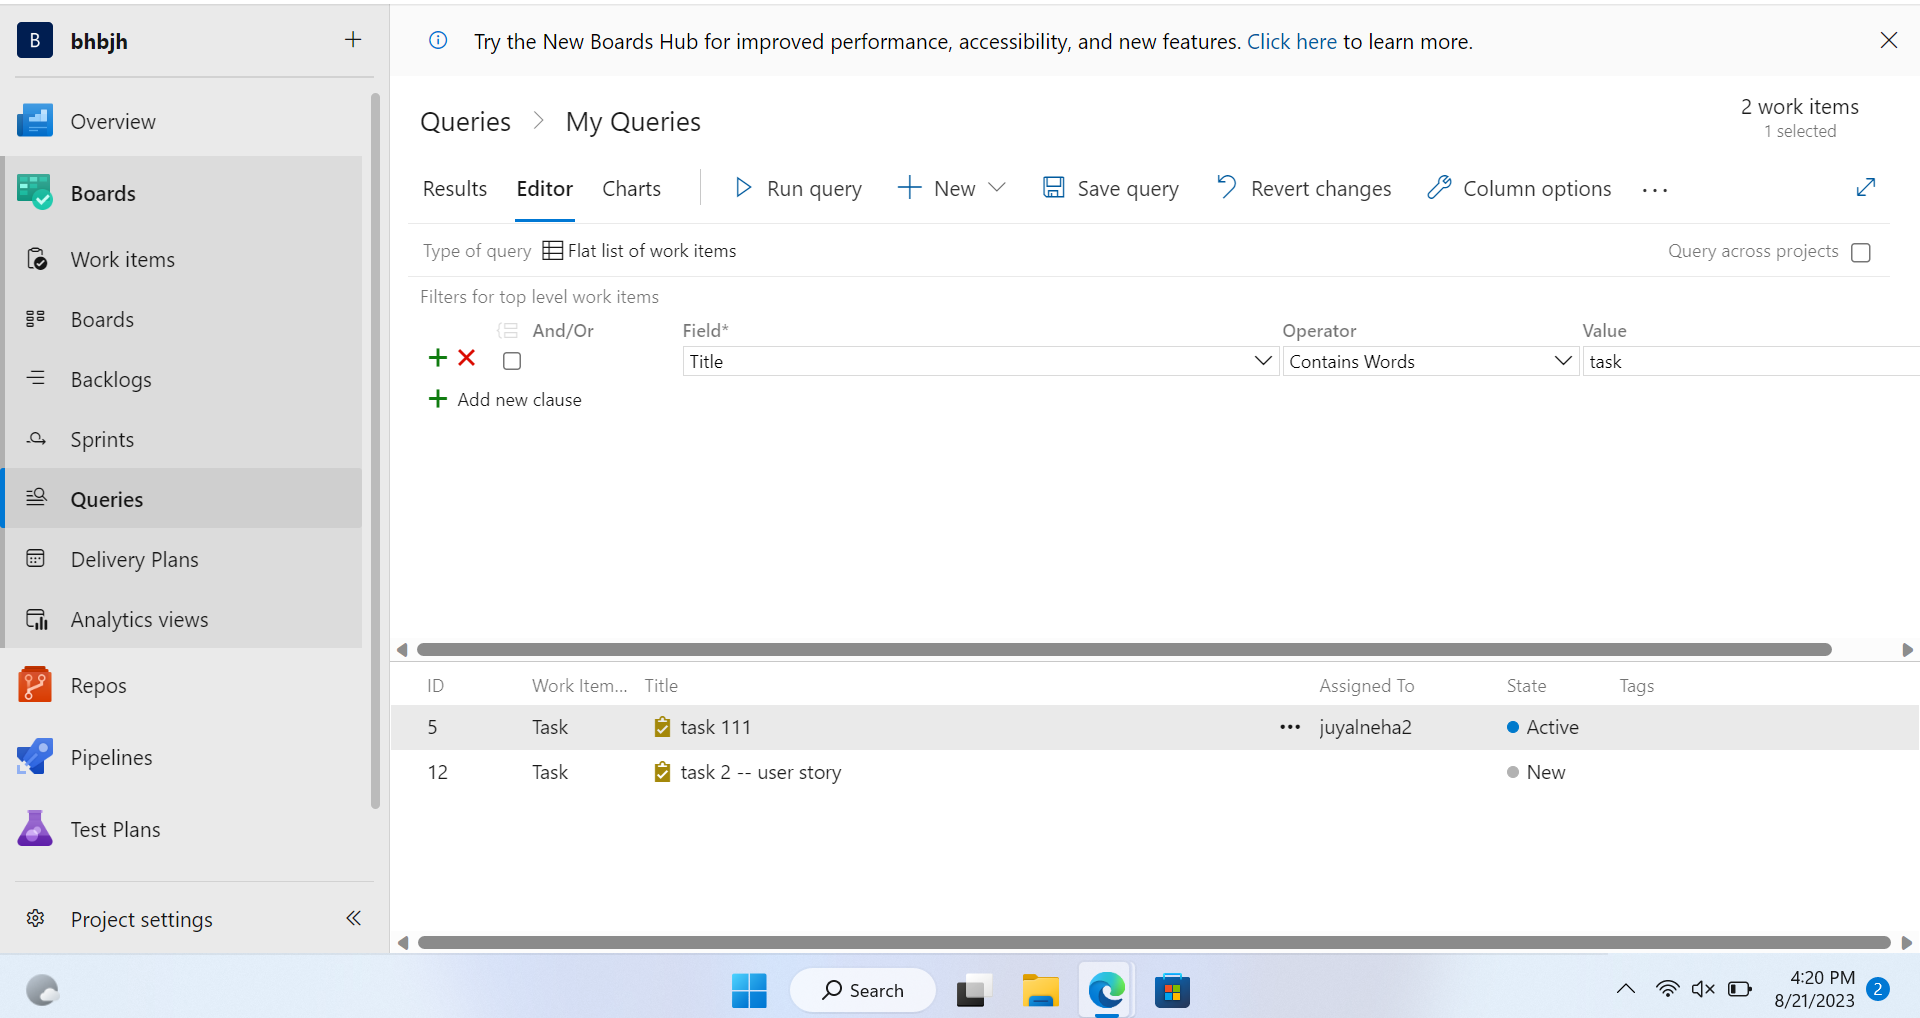 B bhbjh
Try the New Boards Hub for improved performance, accessibility, and new features. Click here to learn more.
Overview
Boards
Work items
Boards
Backlogs
Sprints
Queries
Delivery Plans
Analytics views
Repos
Pipelines
Test Plans
Project settings
Queries > My Queries
2 work items
1 selected
Results Editor Charts Run query New Save query Revert changes Column options ...
Type of query Flat list of work items Query across projects
Filters for top level work items
And/Or Field* Operator Value
Title Contains Words task
Add new clause
ID Work Item... Title Assigned To State Tags
5 Task task 111 ... juyalneha2 Active
12 Task task 2 -- user story New
Search
4:20 PM
8/21/2023
2